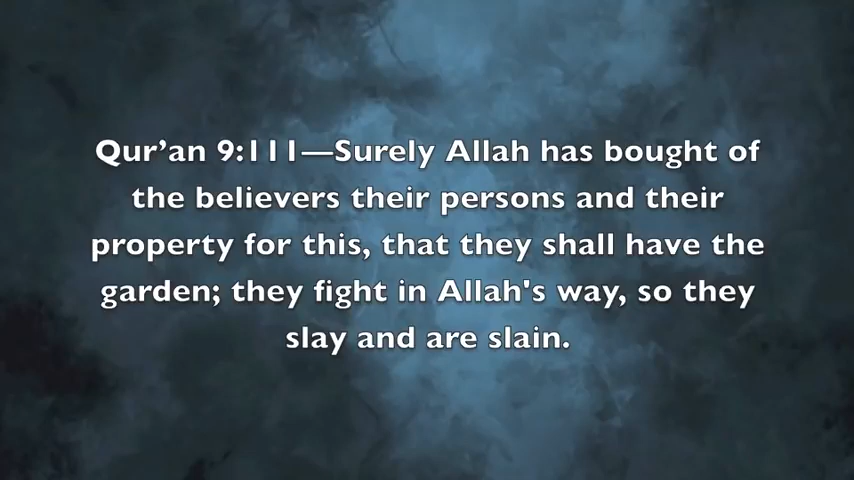 Qur’an 9:111—Surely Allah has bought of
the believers their persons and their
property for this, that they shall have the
garden; they fight in Allah's way, so they
slay and are slain.